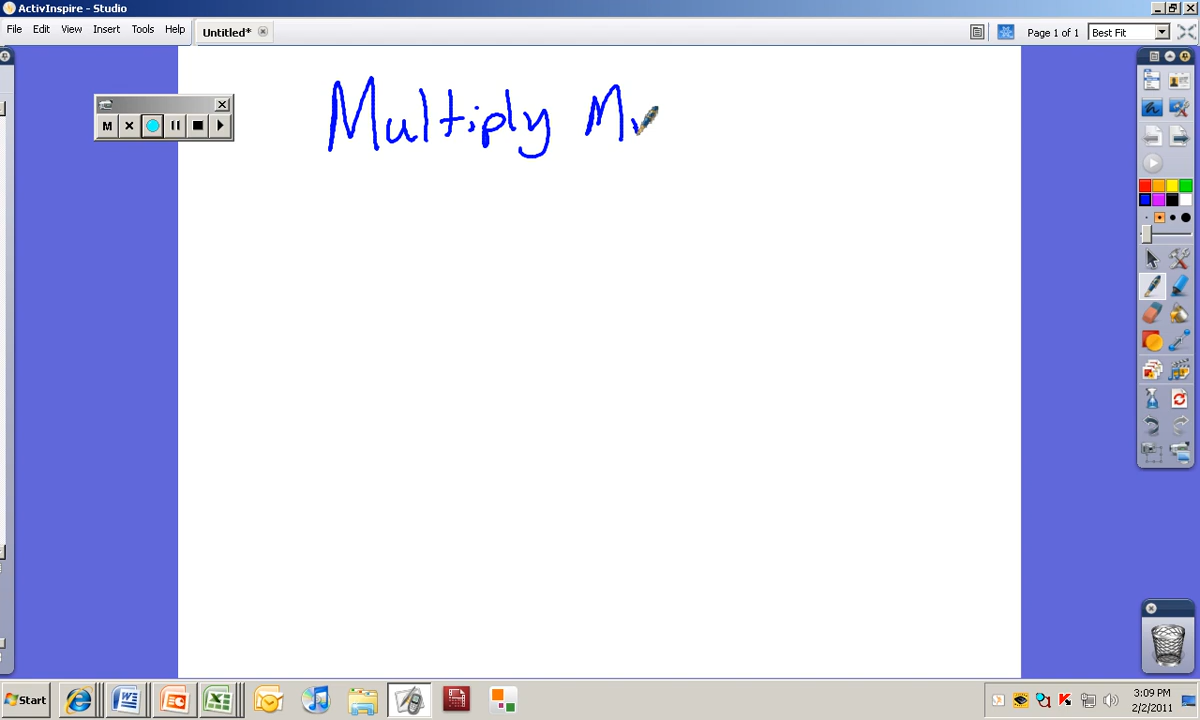 ActivInspire - Studio
File Edit View Insert Tools Help Untitled* Page 1 of 1 Best Fit
M
Multiply M
Start 3:09 PM
2/2/2011